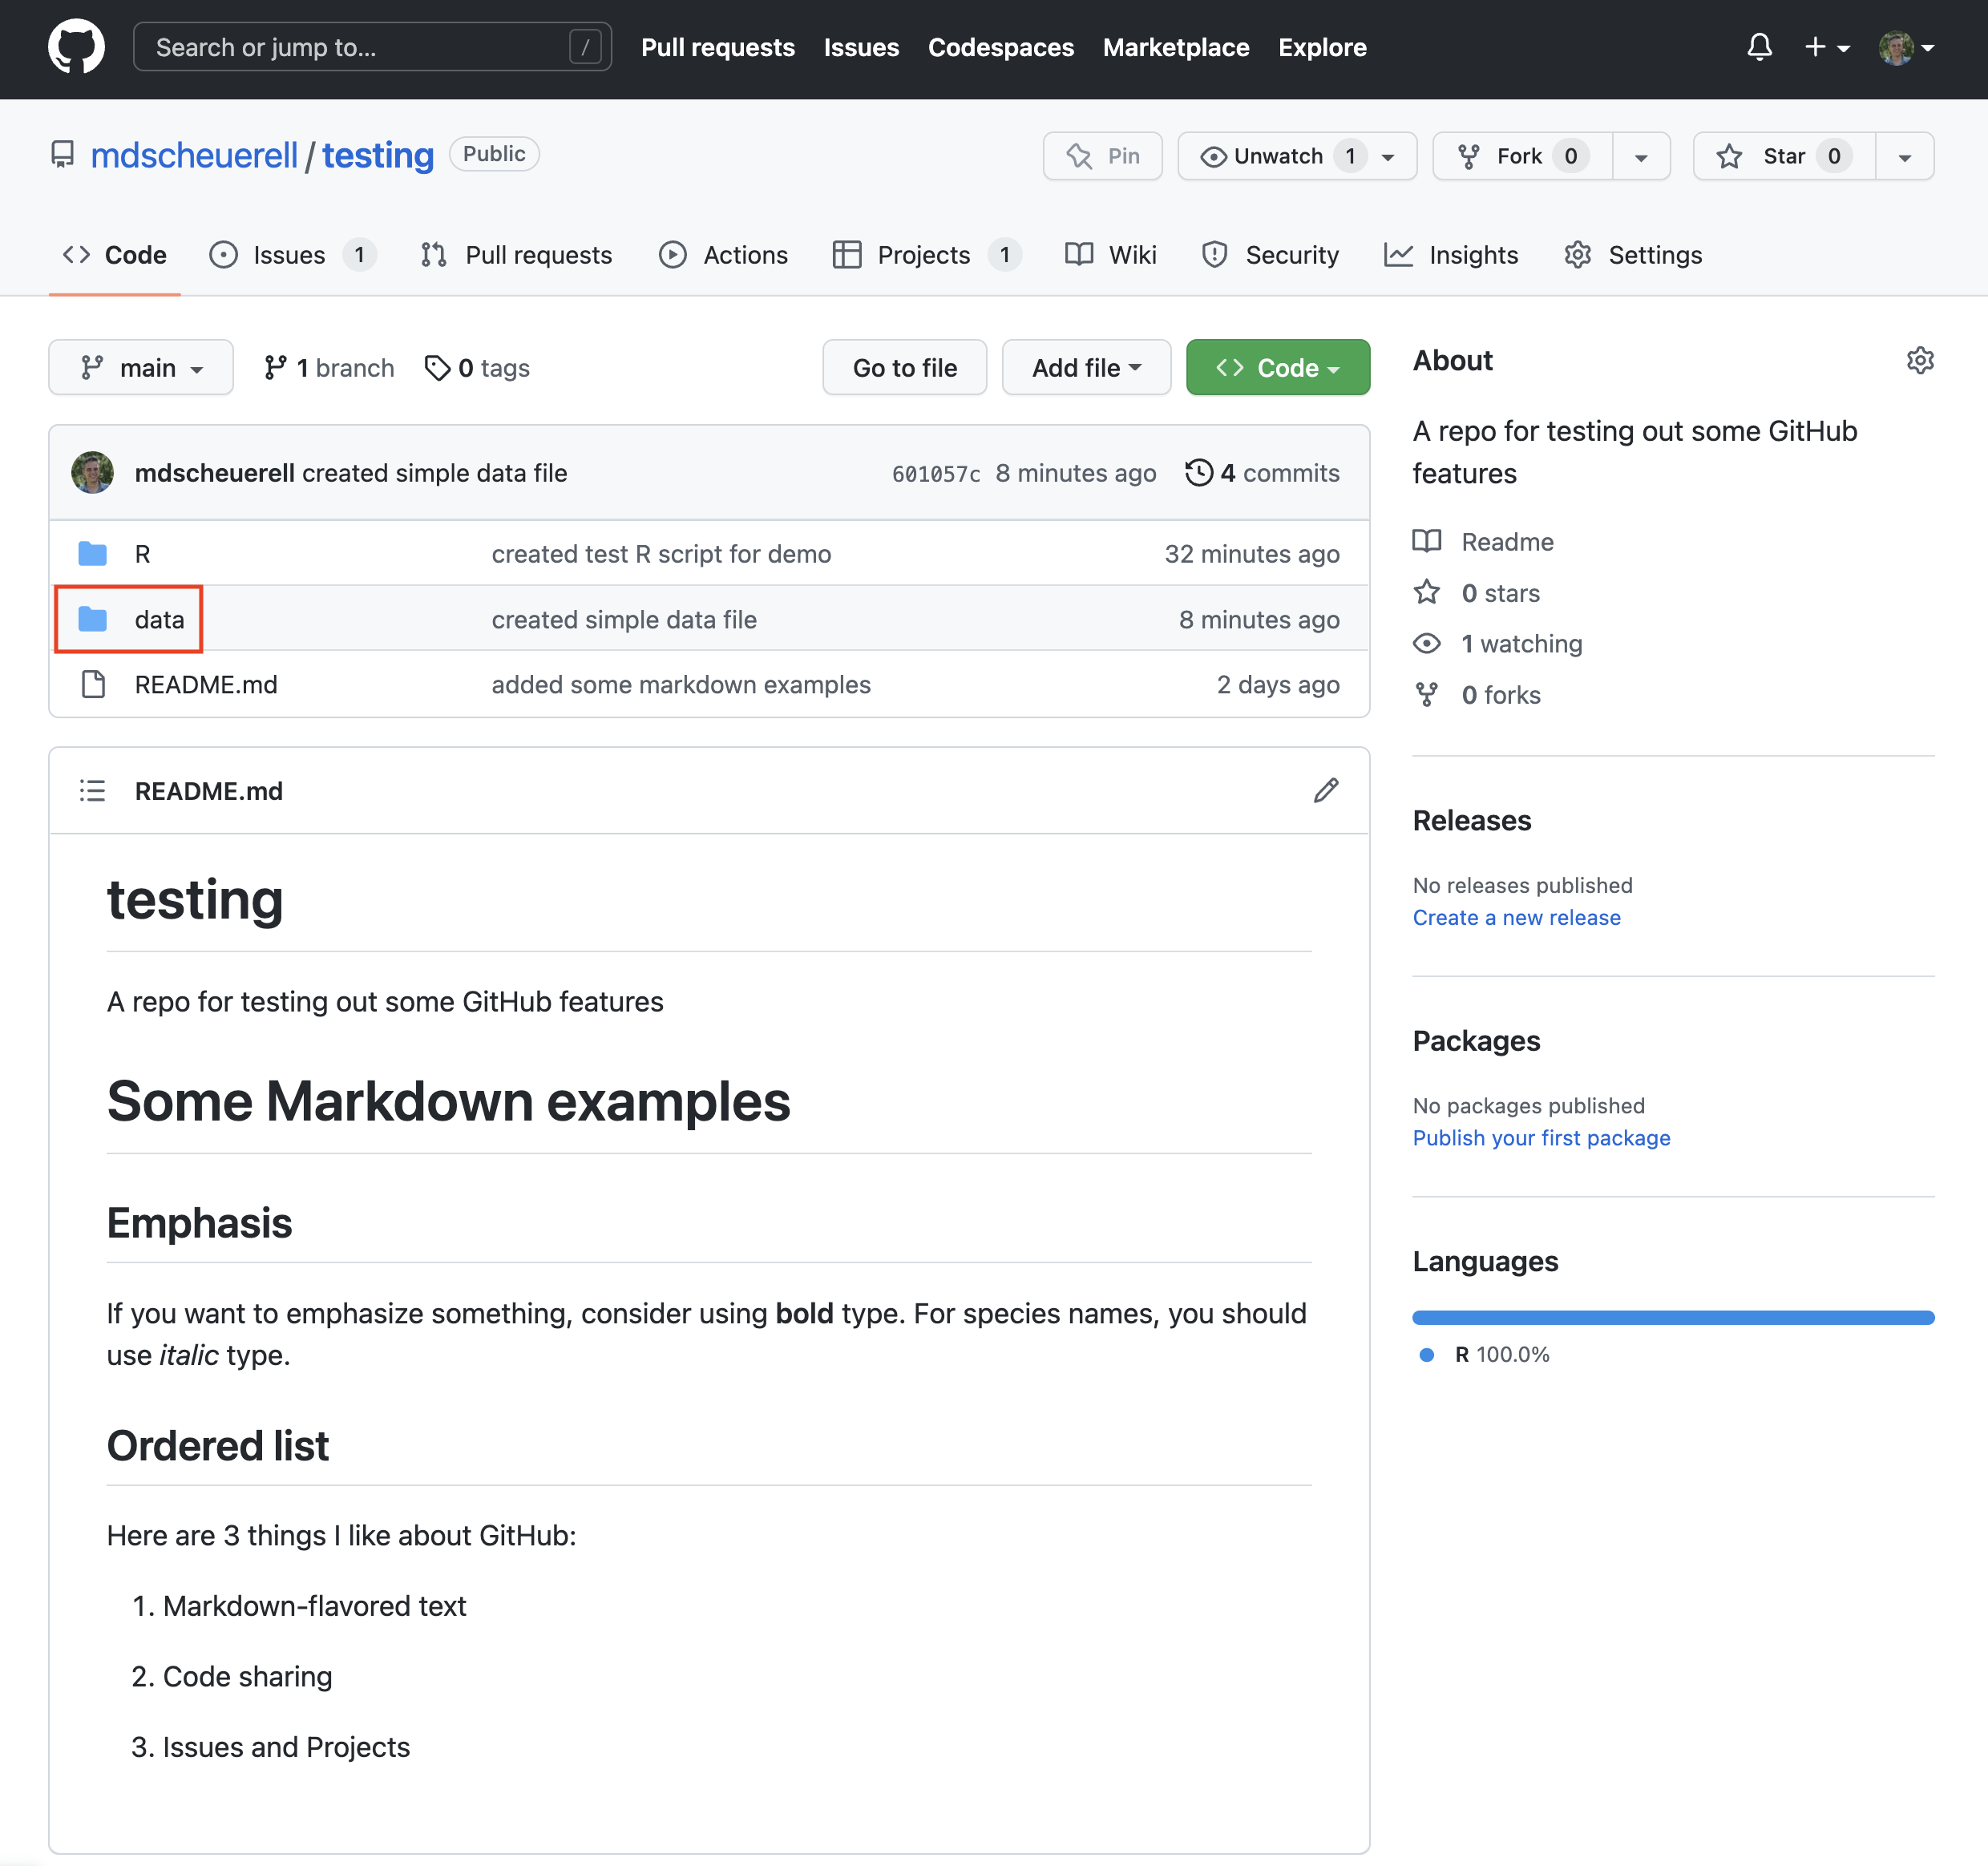 Search or jump to... /
Pull requests Issues Codespaces Marketplace Explore
mdscheuerell / testing Public
Pin Unwatch 1 Fork 0 Star 0
Code Issues 1 Pull requests Actions Projects 1 Wiki Security Insights Settings
main 1 branch 0 tags Go to file Add file Code
mdscheuerell created simple data file 601057c 8 minutes ago 4 commits
R created test R script for demo 32 minutes ago
data created simple data file 8 minutes ago
README.md added some markdown examples 2 days ago
README.md
testing
A repo for testing out some GitHub features
Some Markdown examples
Emphasis
If you want to emphasize something, consider using bold type. For species names, you should
use italic type.
Ordered list
Here are 3 things I like about GitHub:
1. Markdown-flavored text
2. Code sharing
3. Issues and Projects
About
A repo for testing out some GitHub
features
Readme
0 stars
1 watching
0 forks
Releases
No releases published
Create a new release
Packages
No packages published
Publish your first package
Languages
R 100.0%